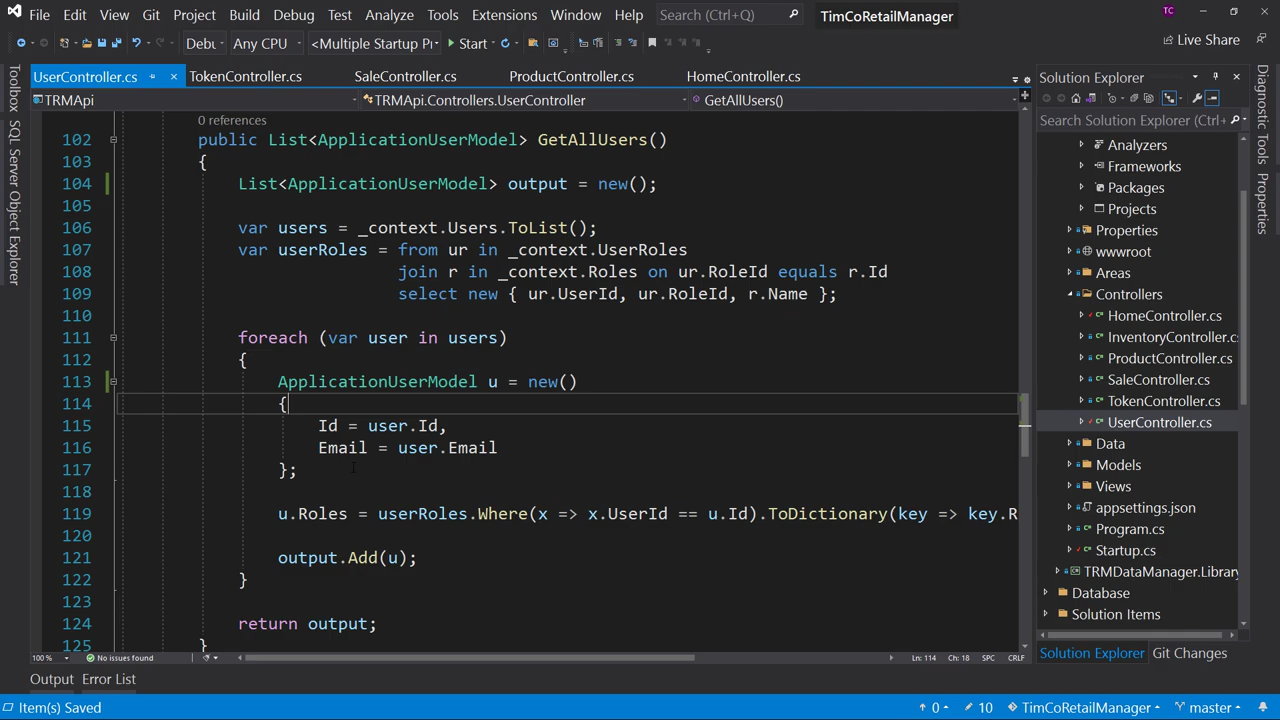 File Edit View Git Project Build Debug Test Analyze Tools Extensions Window Help Search (Ctrl+Q) TimCoRetailManager TC
Debu Any CPU <Multiple Startup Pr Start Live Share
UserController.cs TokenController.cs SaleController.cs ProductController.cs HomeController.cs
TRMApi TRMApi.Controllers.UserController GetAllUsers()
0 references
102 public List<ApplicationUserModel> GetAllUsers()
103 {
104 List<ApplicationUserModel> output = new();
105
106 var users = _context.Users.ToList();
107 var userRoles = from ur in _context.UserRoles
108 join r in _context.Roles on ur.RoleId equals r.Id
109 select new { ur.UserId, ur.RoleId, r.Name };
110
111 foreach (var user in users)
112 {
113 ApplicationUserModel u = new()
114 {
115 Id = user.Id,
116 Email = user.Email
117 };
118
119 u.Roles = userRoles.Where(x => x.UserId == u.Id).ToDictionary(key => key.R
120
121 output.Add(u);
122 }
123
124 return output;
125 }
100 % No issues found Ln: 114 Ch: 18 SPC CRLF
Toolbox
SQL Server Object Explorer
Solution Explorer
Search Solution Explorer (Ctrl+
Analyzers
Frameworks
Packages
Projects
Properties
wwwroot
Areas
Controllers
HomeController.cs
InventoryController.c
ProductController.cs
SaleController.cs
TokenController.cs
UserController.cs
Data
Models
Views
appsettings.json
Program.cs
Startup.cs
TRMDataManager.Library
Database
Solution Items
Solution Explorer Git Changes
Diagnostic Tools
Properties
Output Error List
Item(s) Saved 0 10 TimCoRetailManager master